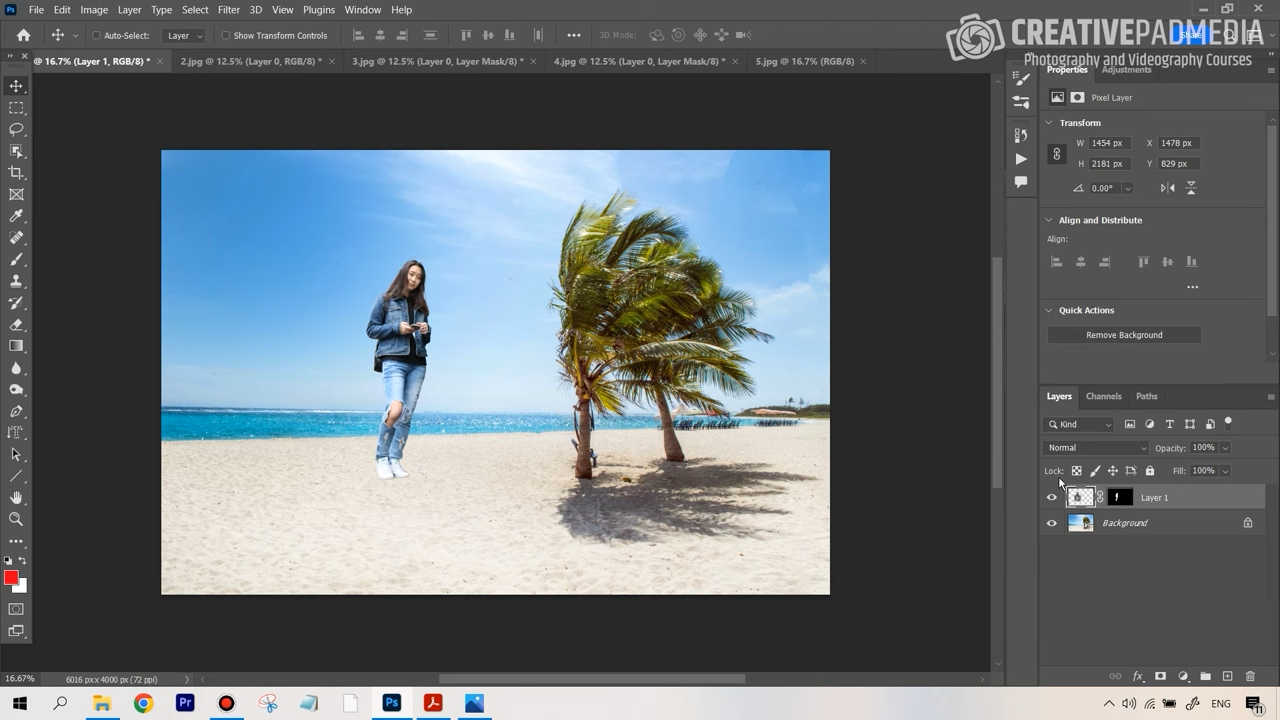 Ps File Edit Image Layer Type Select Filter 3D View Plugins Window Help
CREATIVEPADMEDIA
Photography and Videography Courses
Auto-Select: Layer Show Transform Controls 3D Mode: Share
@ 16.7% (Layer 1, RGB/8) * × 2.jpg @ 12.5% (Layer 0, RGB/8) * × 3.jpg @ 12.5% (Layer 0, Layer Mask/8) * × 4.jpg @ 12.5% (Layer 0, Layer Mask/8) * × 5.jpg @ 16.7% (RGB/8) ×
Properties Adjustments
Pixel Layer
Transform
W 1454 px X 1478 px
H 2181 px Y 829 px
0.00°
Align and Distribute
Align:
Quick Actions
Remove Background
Layers Channels Paths
Kind
Normal Opacity: 100%
Lock: Fill: 100%
Layer 1
Background
16.67% 6016 px x 4000 px (72 ppi)
Pr Ps ENG 11